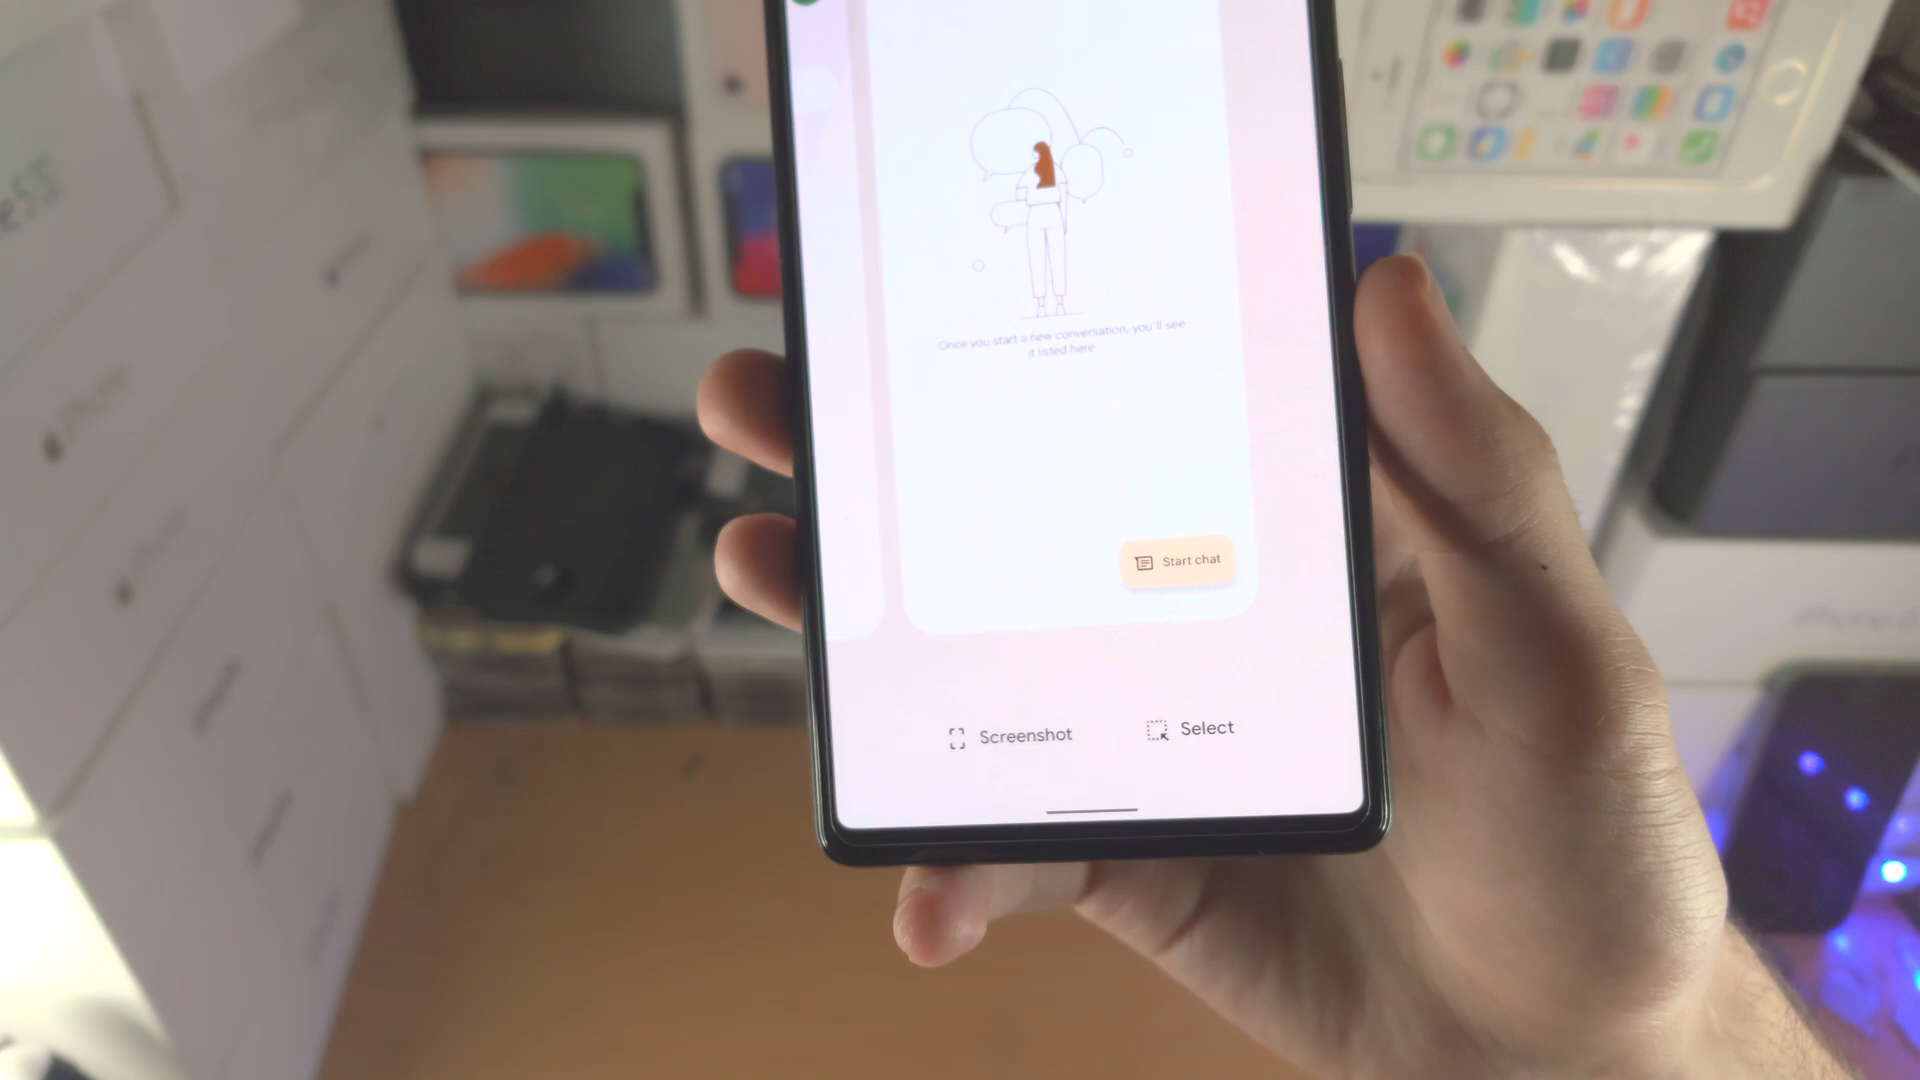 Once you start a new conversation, you'll see
it listed here
Start chat
Screenshot
Select